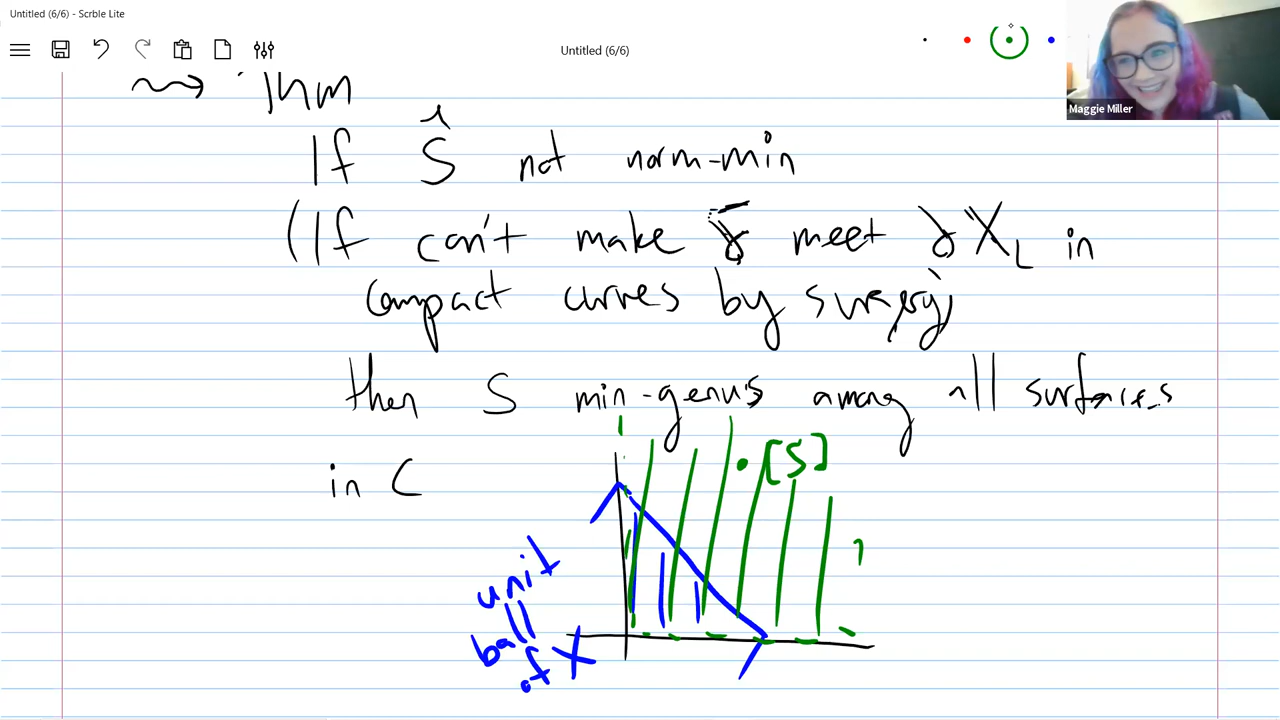 Untitled (6/6) - Scrble Lite
Untitled (6/6)
Maggie Miller
Thm
If Ŝ not norm-min
(If can't make meet ∂X_L in
compact curves by surgery)
then S min-genus among all surfaces
in C
[S]
unit
ball
of X